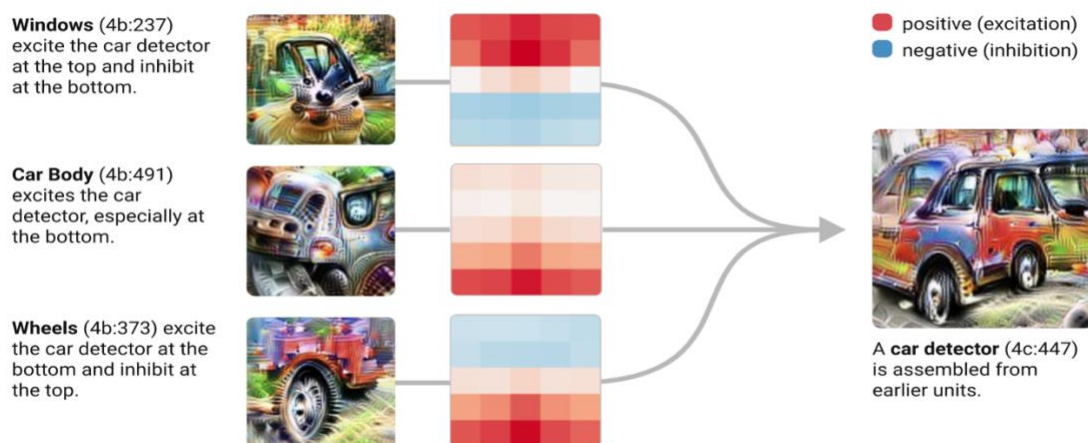 Windows (4b:237)
excite the car detector
at the top and inhibit
at the bottom.
Car Body (4b:491)
excites the car
detector, especially at
the bottom.
Wheels (4b:373) excite
the car detector at the
bottom and inhibit at
the top.
positive (excitation)
negative (inhibition)
A car detector (4c:447)
is assembled from
earlier units.